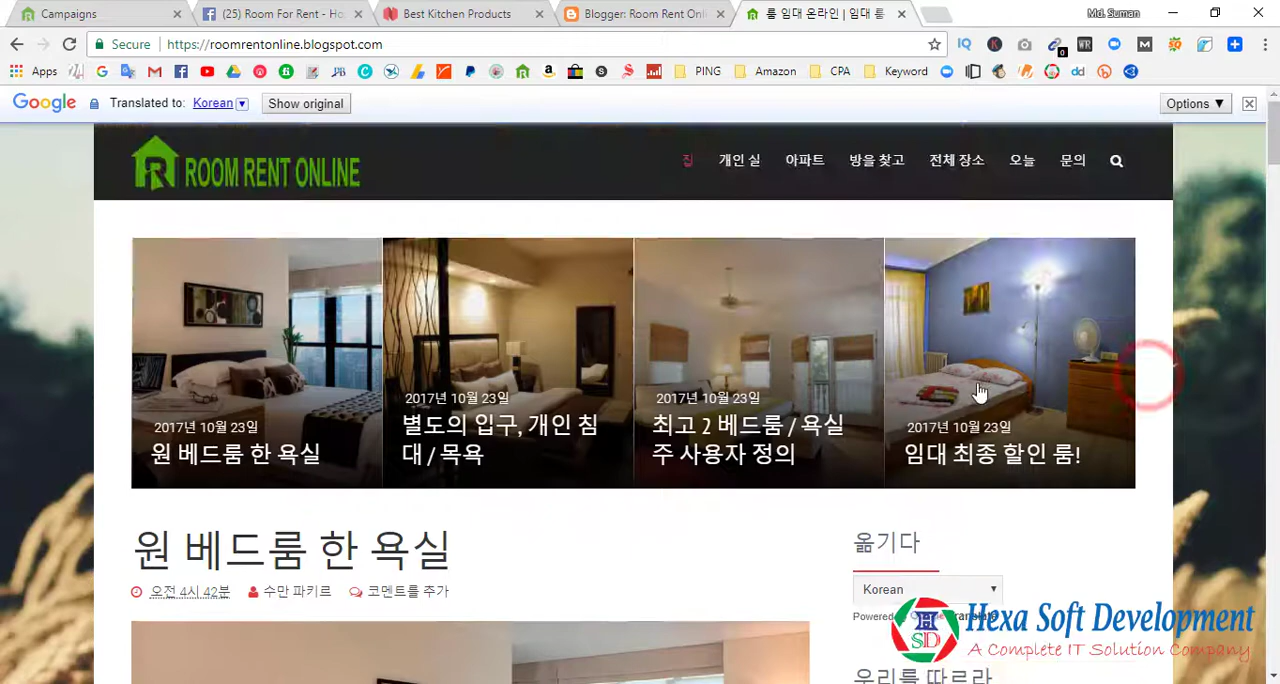 Campaigns
(25) Room For Rent - Ho
Best Kitchen Products
Blogger: Room Rent Onl
룸 임대 온라인 | 임대 룸
Md. Suman
Secure
https://roomrentonline.blogspot.com
Apps
PING
Amazon
CPA
Keyword
Google
Translated to: Korean
Show original
Options ▼
ROOM RENT ONLINE
집
개인 실
아파트
방을 찾고
전체 장소
오늘
문의
2017년 10월 23일
원 베드룸 한 욕실
2017년 10월 23일
별도의 입구, 개인 침
대 / 목욕
2017년 10월 23일
최고 2 베드룸 / 욕실
주 사용자 정의
2017년 10월 23일
임대 최종 할인 룸!
원 베드룸 한 욕실
오전 4시 42분
수만 파키르
코멘트를 추가
옮기다
Korean
Powered
Hexa Soft Development
A Complete IT Solution Company
우리를 따르라